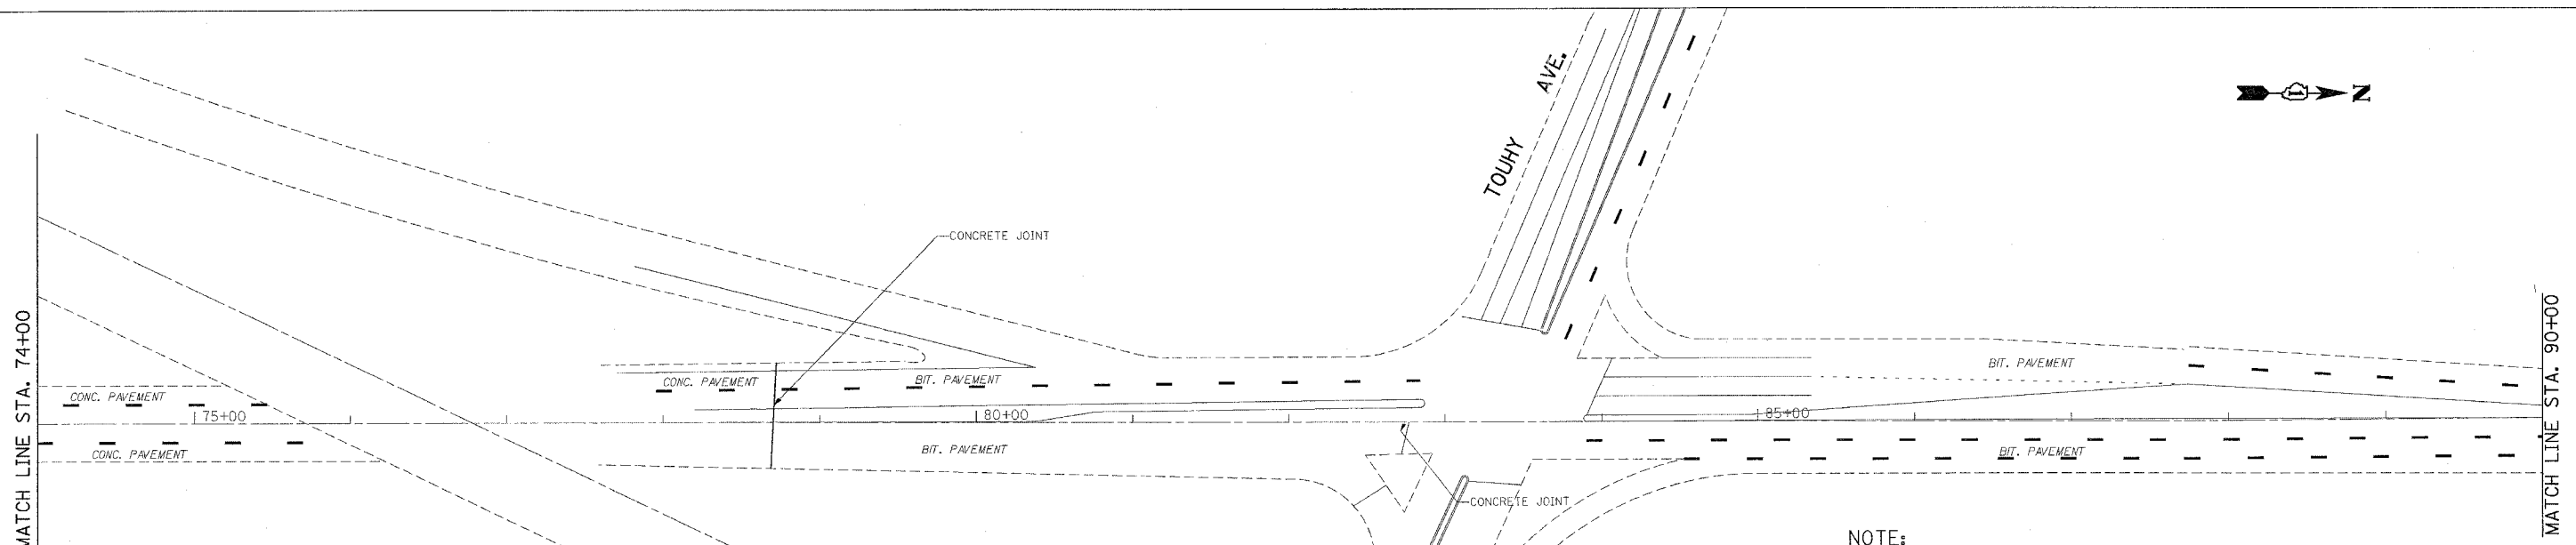 AVE.
TOUHY
N
CONCRETE JOINT
MATCH LINE STA. 74+00
MATCH LINE STA. 90+00
CONC. PAVEMENT
BIT. PAVEMENT
BIT. PAVEMENT
CONC. PAVEMENT
75+00
80+00
85+00
CONC. PAVEMENT
BIT. PAVEMENT
BIT. PAVEMENT
CONCRETE JOINT
NOTE: